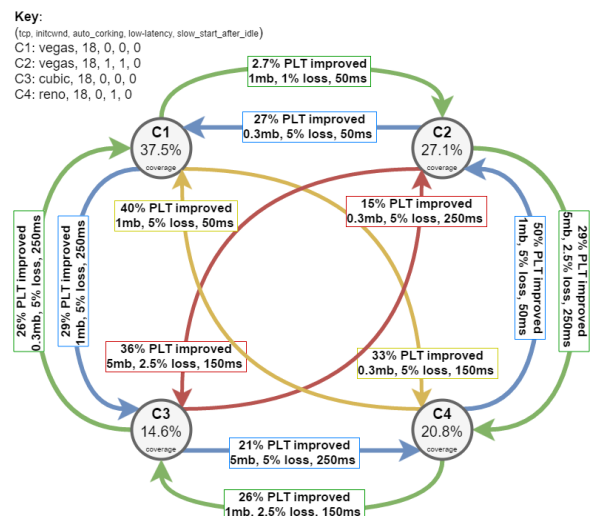 Key:
(tcp, initcwnd, auto_corking, low-latency, slow_start_after_idle)
C1: vegas, 18, 0, 0, 0
C2: vegas, 18, 1, 1, 0
C3: cubic, 18, 0, 0, 0
C4: reno, 18, 0, 1, 0
2.7% PLT improved
1mb, 1% loss, 50ms
27% PLT improved
0.3mb, 5% loss, 50ms
C1
37.5%
coverage
C2
27.1%
coverage
40% PLT improved
1mb, 5% loss, 50ms
15% PLT improved
0.3mb, 5% loss, 250ms
26% PLT improved
0.3mb, 5% loss, 250ms
29% PLT improved
1mb, 5% loss, 250ms
50% PLT improved
1mb, 5% loss, 50ms
29% PLT improved
5mb, 2.5% loss, 250ms
36% PLT improved
5mb, 2.5% loss, 150ms
33% PLT improved
0.3mb, 5% loss, 150ms
C3
14.6%
coverage
C4
20.8%
coverage
21% PLT improved
5mb, 5% loss, 250ms
26% PLT improved
1mb, 2.5% loss, 150ms